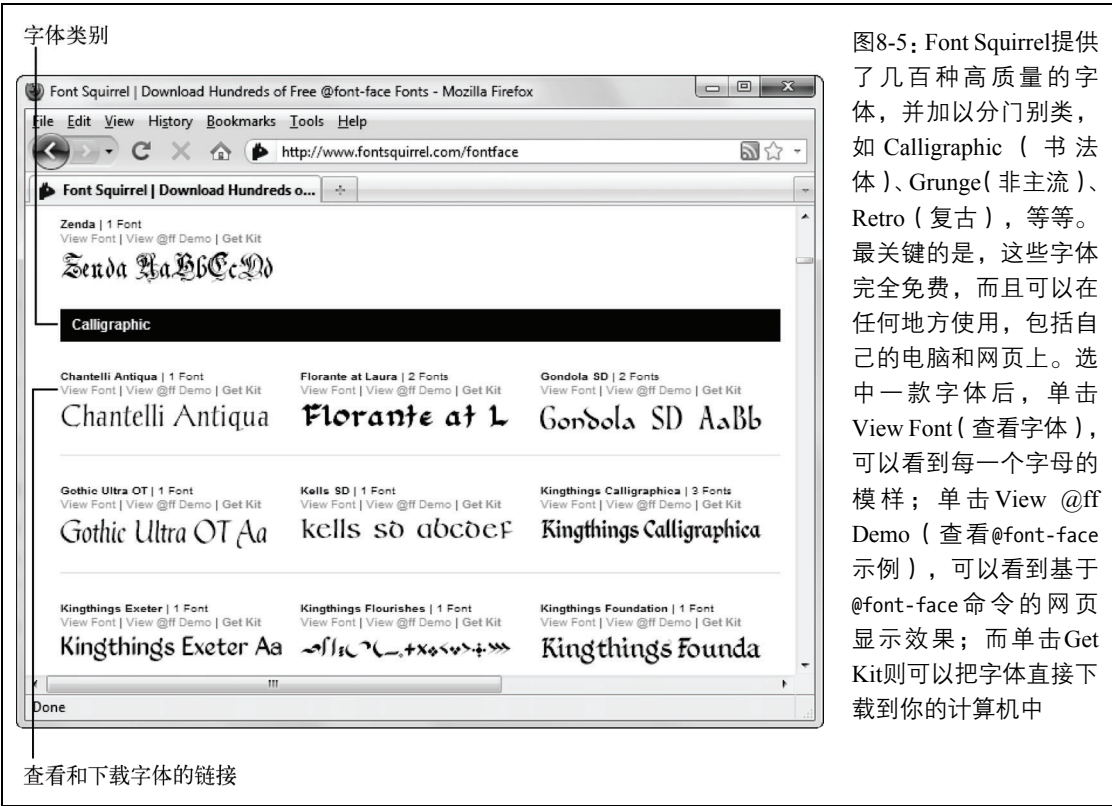 字体类别
Font Squirrel | Download Hundreds of Free @font-face Fonts - Mozilla Firefox
File Edit View History Bookmarks Tools Help
http://www.fontsquirrel.com/fontface
Font Squirrel | Download Hundreds o...
Zenda | 1 Font
View Font | View @ff Demo | Get Kit
Zenda AaBbCcDd
Calligraphic
Chantelli Antiqua | 1 Font
View Font | View @ff Demo | Get Kit
Chantelli Antiqua
Florante at Laura | 2 Fonts
View Font | View @ff Demo | Get Kit
Florante at L
Gondola SD | 2 Fonts
View Font | View @ff Demo | Get Kit
Gondola SD AaBb
Gothic Ultra OT | 1 Font
View Font | View @ff Demo | Get Kit
Gothic Ultra OT Aa
Kells SD | 1 Font
View Font | View @ff Demo | Get Kit
kells sd abcdef
Kingthings Calligraphica | 3 Fonts
View Font | View @ff Demo | Get Kit
Kingthings Calligraphica
Kingthings Exeter | 1 Font
View Font | View @ff Demo | Get Kit
Kingthings Exeter Aa
Kingthings Flourishes | 1 Font
View Font | View @ff Demo | Get Kit
Kingthings Foundation | 1 Font
View Font | View @ff Demo | Get Kit
Kingthings Founda
Done
查看和下载字体的链接
图8-5：Font Squirrel提供
了几百种高质量的字
体，并加以分门别类，
如 Calligraphic（书法
体）、Grunge（非主流）、
Retro（复古），等等。
最关键的是，这些字体
完全免费，而且可以在
任何地方使用，包括自
己的电脑和网页上。选
中一款字体后，单击
View Font（查看字体），
可以看到每一个字母的
模样；单击View @ff
Demo（查看@font-face
示例），可以看到基于
@font-face命令的网页
显示效果；而单击Get
Kit则可以把字体直接下
载到你的计算机中